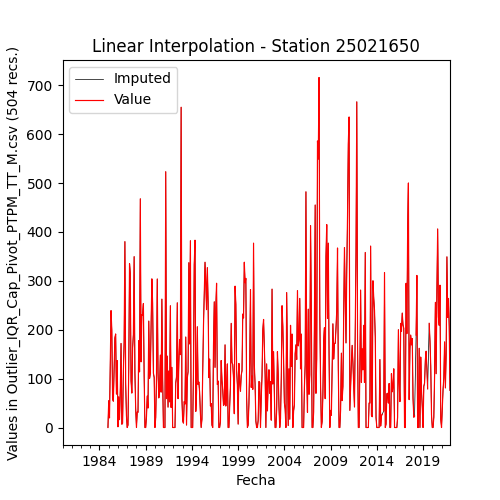 Linear Interpolation - Station 25021650
Values in Outlier_IQR_Cap_Pivot_PTPM_TT_M.csv (504 recs.)
Imputed
Value
700
600
500
400
300
200
100
0
1984 1989 1994 1999 2004 2009 2014 2019
Fecha